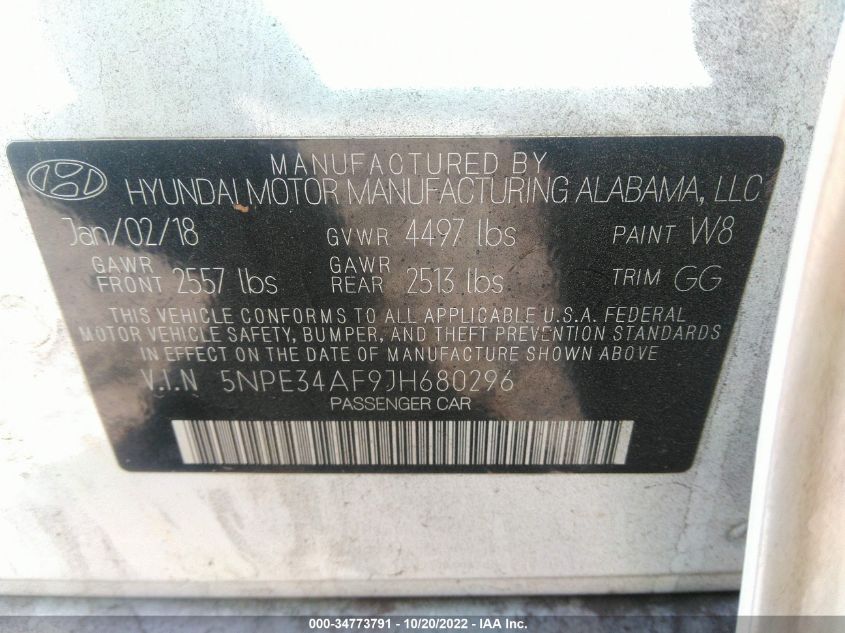 MANUFACTURED BY
HYUNDAI MOTOR MANUFACTURING ALABAMA, LLC
Jan/02/18 GVWR 4497 lbs PAINT W8
GAWR FRONT 2557 lbs GAWR REAR 2513 lbs TRIM GG
THIS VEHICLE CONFORMS TO ALL APPLICABLE U.S.A. FEDERAL
MOTOR VEHICLE SAFETY, BUMPER, AND THEFT PREVENTION STANDARDS
IN EFFECT ON THE DATE OF MANUFACTURE SHOWN ABOVE
V.I.N 5NPE34AF9JH680296
PASSENGER CAR
000-34773791 - 10/20/2022 - IAA Inc.